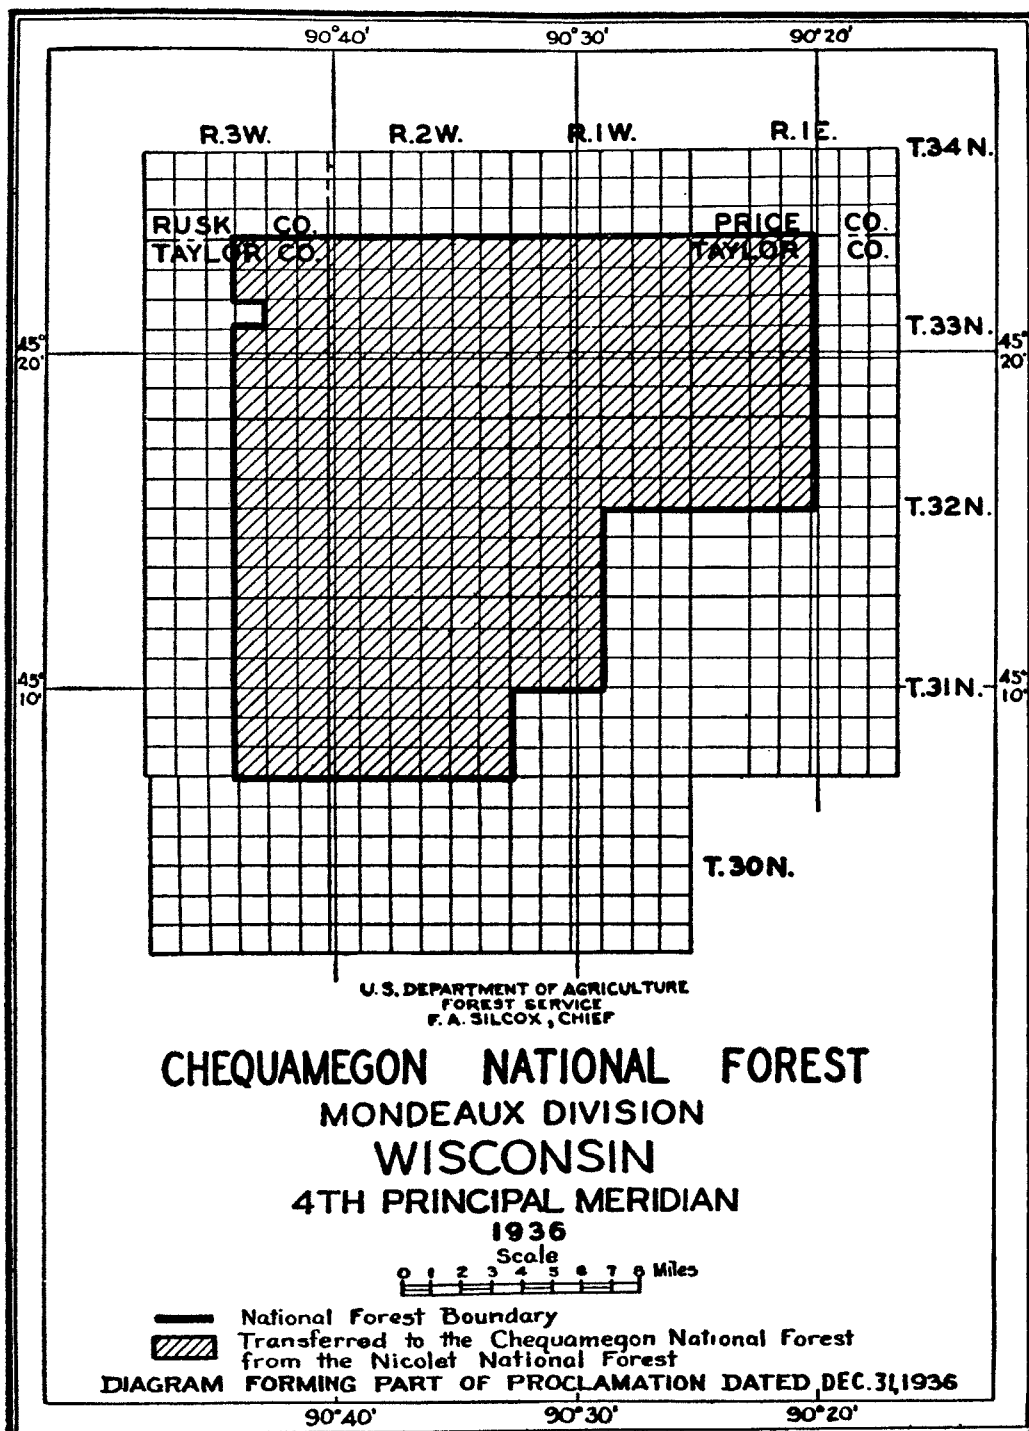 90°40' 90°30' 90°20'
R.3W. R.2W. R.1W. R.1E.
T.34N.
RUSK CO. PRICE CO.
TAYLOR CO. TAYLOR CO.
T.33N.
45° 20' 45° 20'
T.32N.
45° 10' T.31N. 45° 10'
T.30N.
U.S. DEPARTMENT OF AGRICULTURE
FOREST SERVICE
F.A. SILCOX, CHIEF
CHEQUAMEGON NATIONAL FOREST
MONDEAUX DIVISION
WISCONSIN
4TH PRINCIPAL MERIDIAN
1936
Scale
0 1 2 3 4 5 6 7 8 Miles
National Forest Boundary
Transferred to the Chequamegon National Forest
from the Nicolet National Forest
DIAGRAM FORMING PART OF PROCLAMATION DATED DEC. 31, 1936
90°40' 90°30' 90°20'